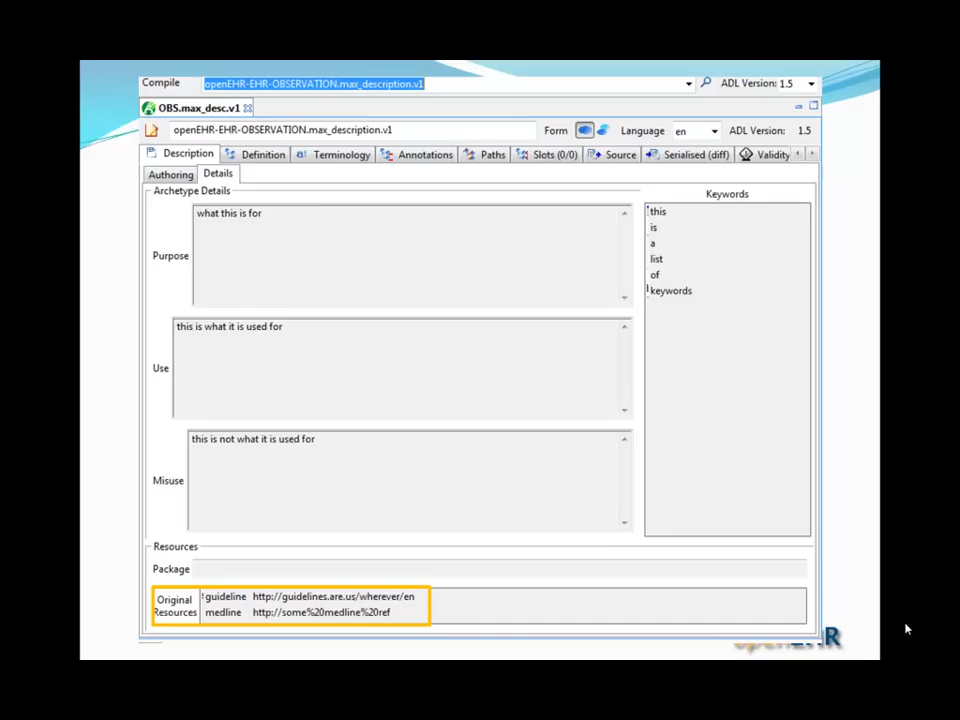 Compile openEHR-EHR-OBSERVATION.max_description.v1 ADL Version: 1.5
OBS.max_desc.v1
openEHR-EHR-OBSERVATION.max_description.v1 Form Language en ADL Version: 1.5
Description Definition Terminology Annotations Paths Slots (0/0) Source Serialised (diff) Validity
Authoring Details
Archetype Details
Keywords
Purpose
what this is for
this
is
a
list
of
keywords
Use
this is what it is used for
Misuse
this is not what it is used for
Resources
Package
Original
Resources
guideline http://guidelines.are.us/wherever/en
medline http://some%20medline%20ref
openEHR